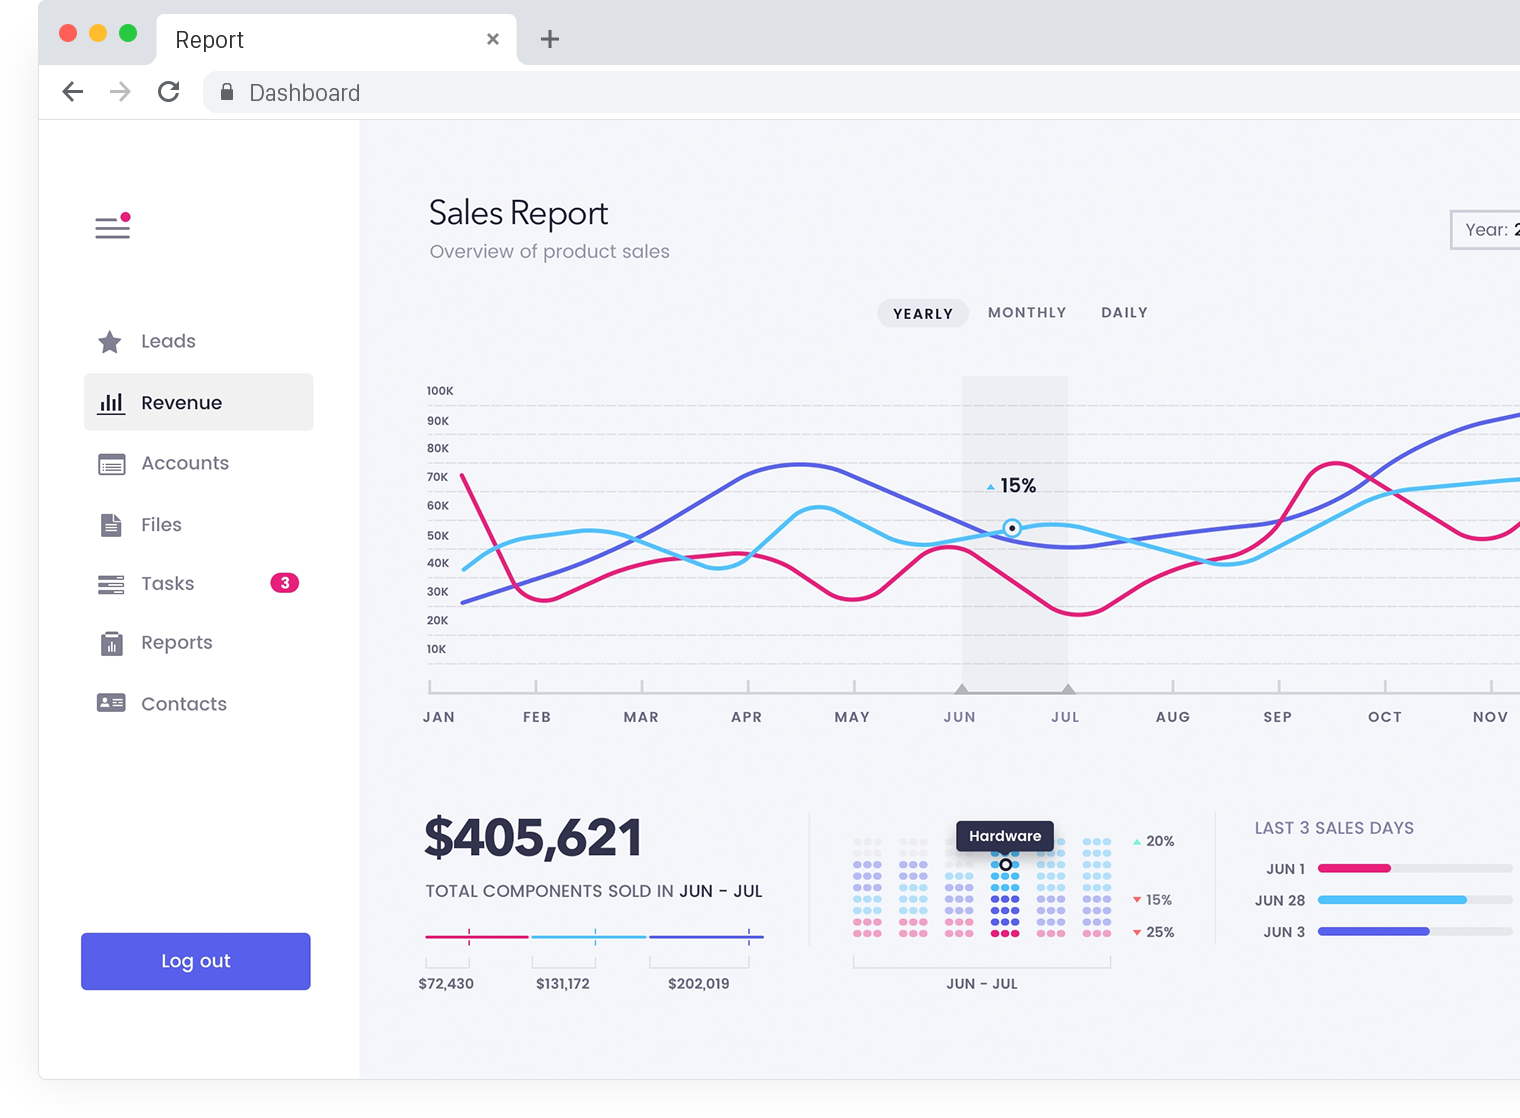 Report
Dashboard
Sales Report
Overview of product sales
Year:
YEARLY MONTHLY DAILY
Leads
Revenue
Accounts
Files
Tasks 3
Reports
Contacts
Log out
100K
90K
80K
70K
60K
50K
40K
30K
20K
10K
15%
JAN FEB MAR APR MAY JUN JUL AUG SEP OCT NOV
$405,621
TOTAL COMPONENTS SOLD IN JUN - JUL
$72,430 $131,172 $202,019
Hardware
20%
15%
25%
JUN - JUL
LAST 3 SALES DAYS
JUN 1
JUN 28
JUN 3